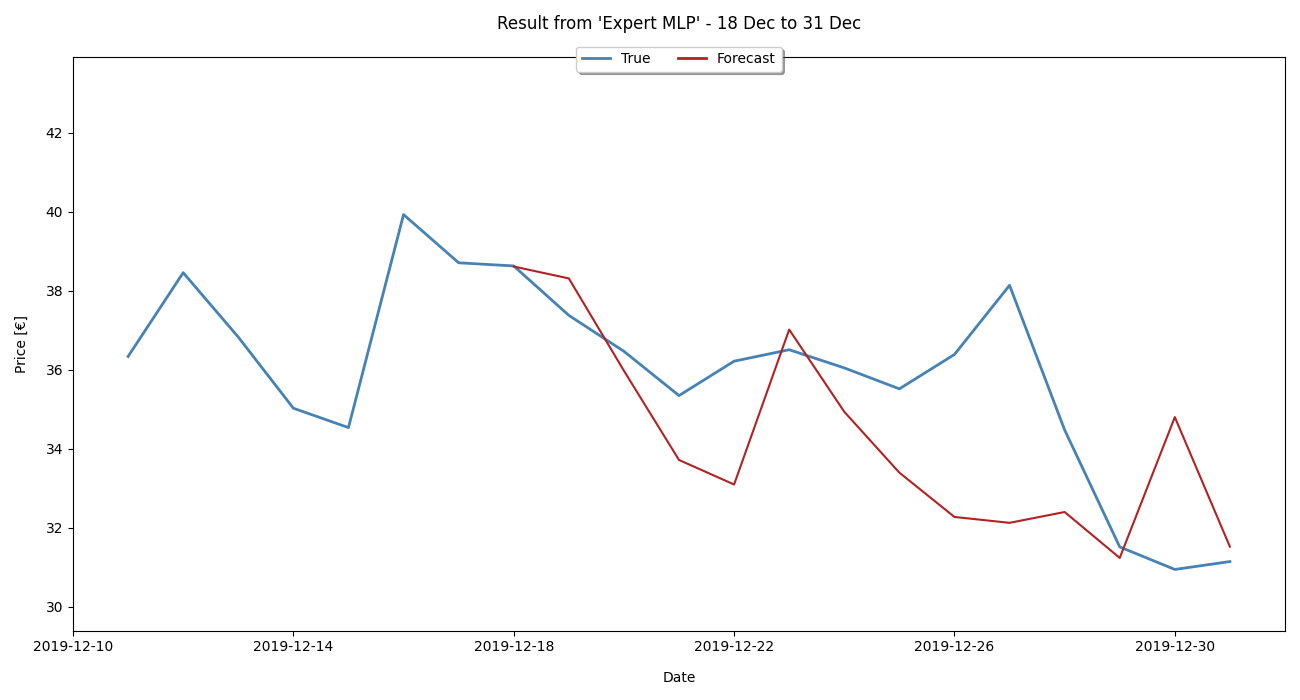 Result from 'Expert MLP' - 18 Dec to 31 Dec
True
Forecast
Price [€]
42
40
38
36
34
32
30
2019-12-10
2019-12-14
2019-12-18
2019-12-22
2019-12-26
2019-12-30
Date